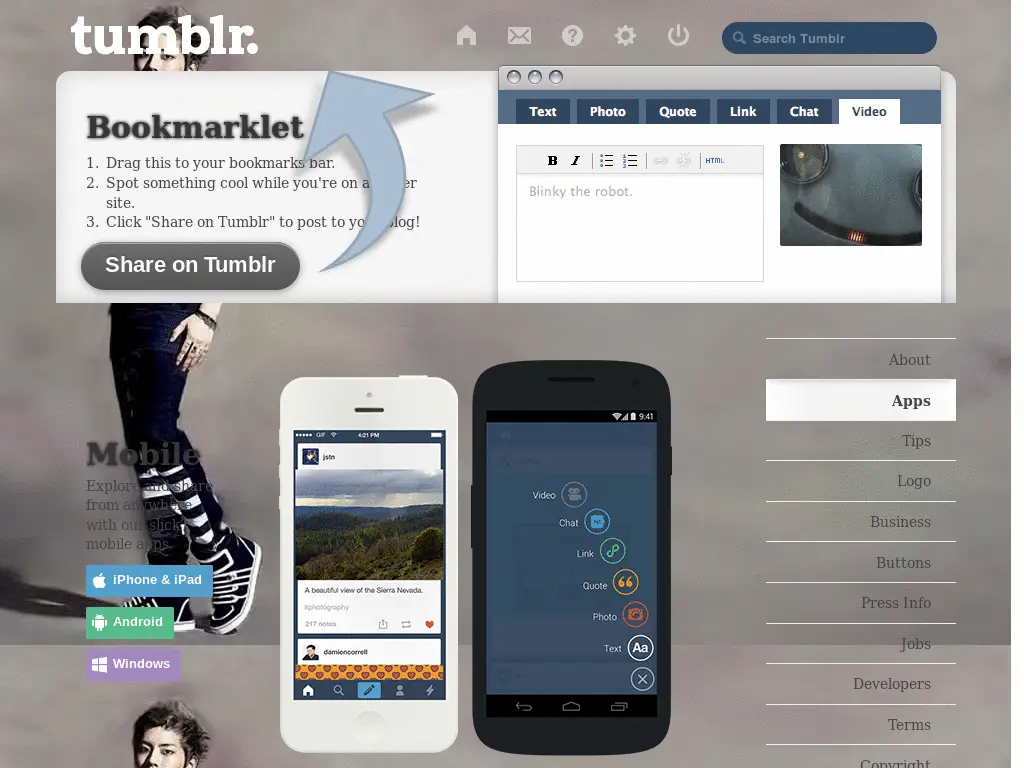 tumblr.
Search Tumblr
Bookmarklet
1. Drag this to your bookmarks bar.
2. Spot something cool while you're on a
site.
3. Click "Share on Tumblr" to post to your blog!
Share on Tumblr
Text Photo Quote Link Chat Video
B I HTML
Blinky the robot.
About
Apps
Tips
Logo
Business
Buttons
Press Info
Jobs
Developers
Terms
Copyright
Mobile
Explore and share
from anywhere
with our slick
mobile apps.
iPhone & iPad
Android
Windows
GIF 4:21 PM
jstn
A beautiful view of the Sierra Nevada.
#photography
217 notes
damiencorrell
9:41
Video
Chat
Link
Quote
Photo
Text Aa